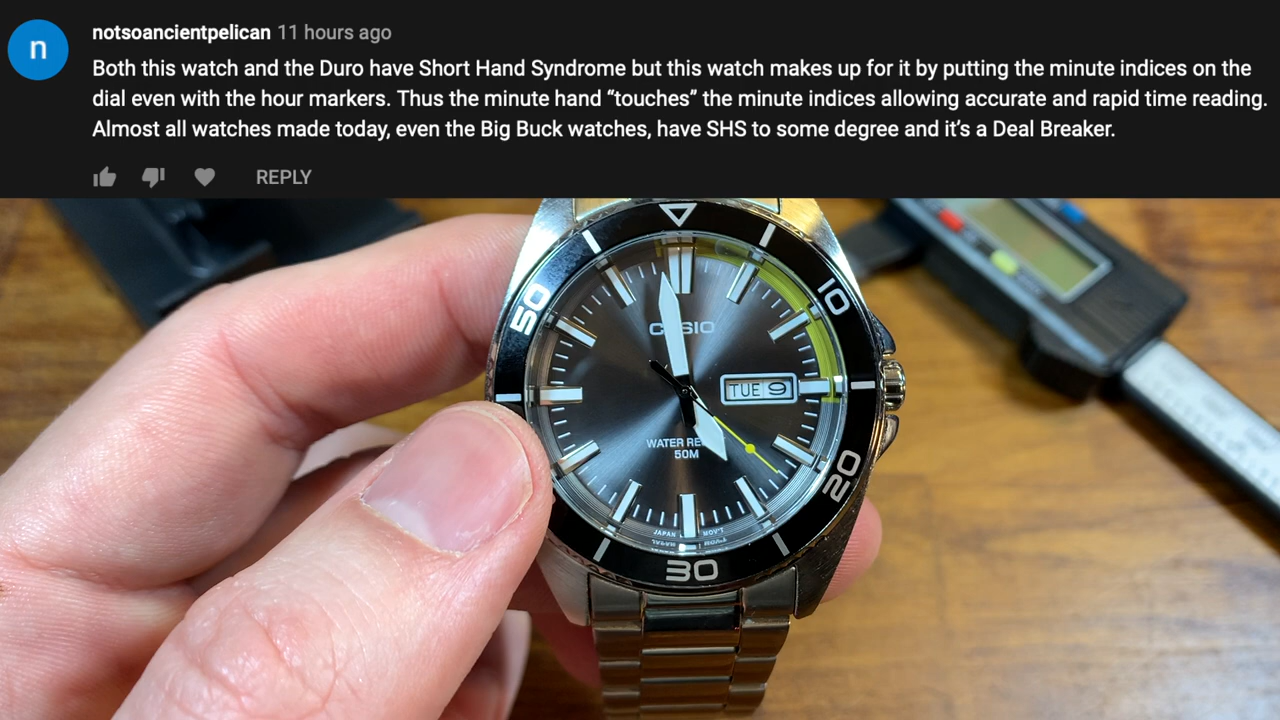 notsoancientpelican 11 hours ago
Both this watch and the Duro have Short Hand Syndrome but this watch makes up for it by putting the minute indices on the
dial even with the hour markers. Thus the minute hand “touches” the minute indices allowing accurate and rapid time reading.
Almost all watches made today, even the Big Buck watches, have SHS to some degree and it’s a Deal Breaker.
REPLY
n
50
10
CASIO
TUE 9
WATER RE
50M
20
JAPAN MOV'T
30